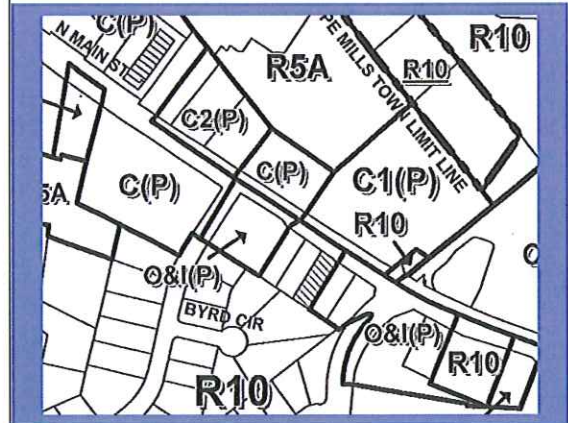 C(P)
N MAIN ST
R5A
R10
R10
PE MILLS TOWN LIMIT LINE
C2(P)
C(P)
C(P)
C1(P)
5A
R10
O&I(P)
BYRD CIR
O&I(P)
R10
R10